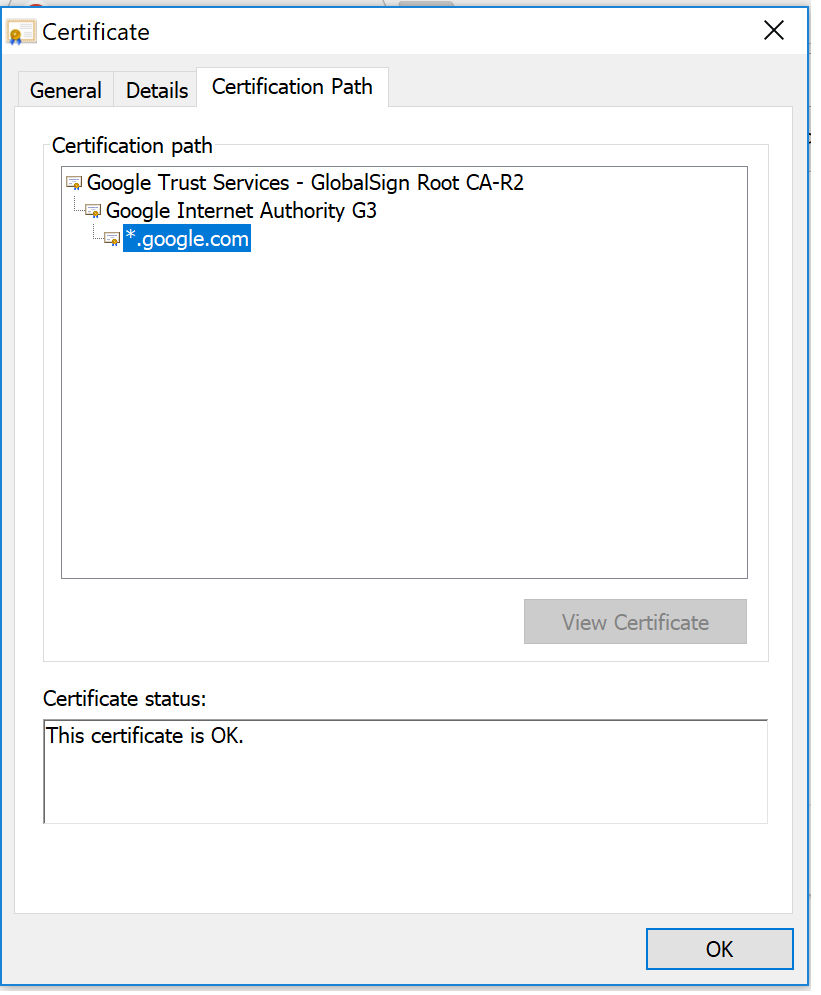 Certificate
General
Details
Certification Path
Certification path
Google Trust Services - GlobalSign Root CA-R2
Google Internet Authority G3
*.google.com
View Certificate
Certificate status:
This certificate is OK.
OK